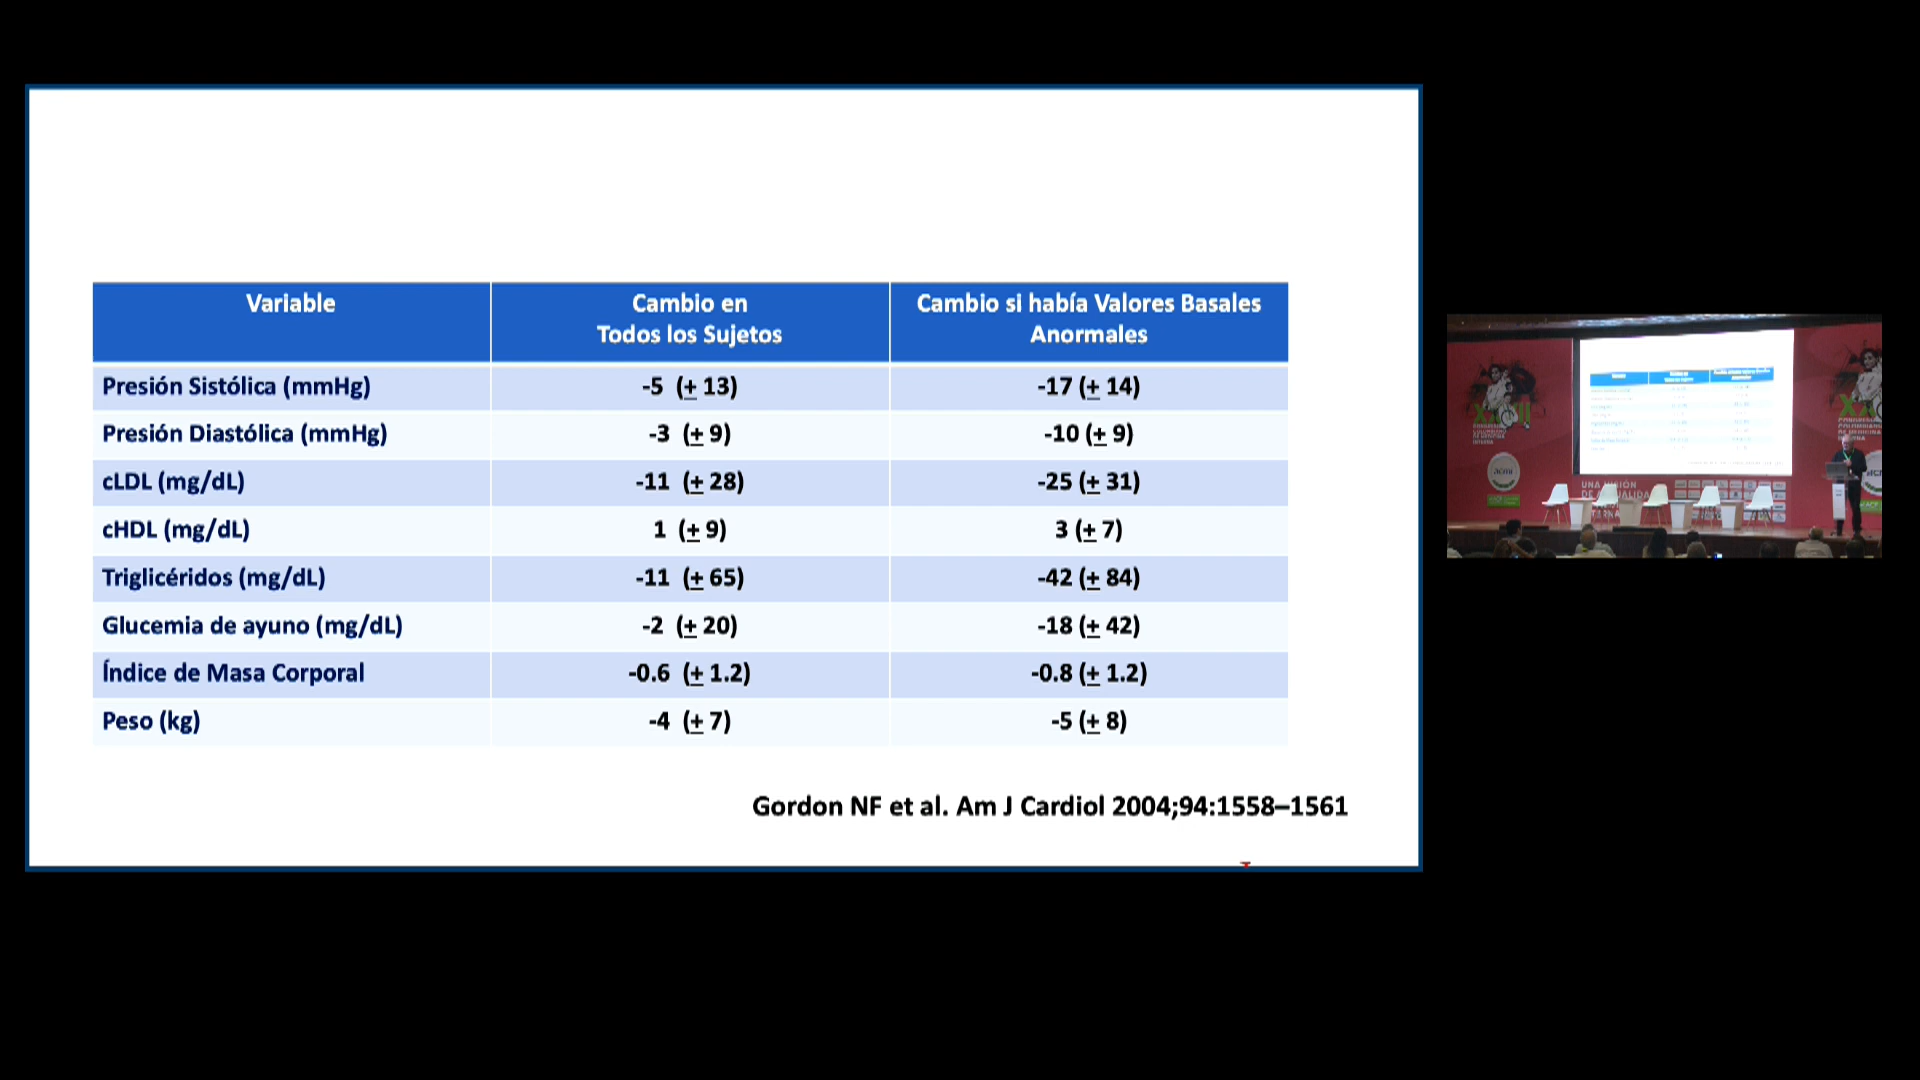 Variable
Cambio en
Todos los Sujetos
Cambio si había Valores Basales
Anormales
Presión Sistólica (mmHg) -5 (± 13) -17 (± 14)
Presión Diastólica (mmHg) -3 (± 9) -10 (± 9)
cLDL (mg/dL) -11 (± 28) -25 (± 31)
cHDL (mg/dL) 1 (± 9) 3 (± 7)
Triglicéridos (mg/dL) -11 (± 65) -42 (± 84)
Glucemia de ayuno (mg/dL) -2 (± 20) -18 (± 42)
Índice de Masa Corporal -0.6 (± 1.2) -0.8 (± 1.2)
Peso (kg) -4 (± 7) -5 (± 8)
Gordon NF et al. Am J Cardiol 2004;94:1558–1561
acmi
UNA VISIÓN